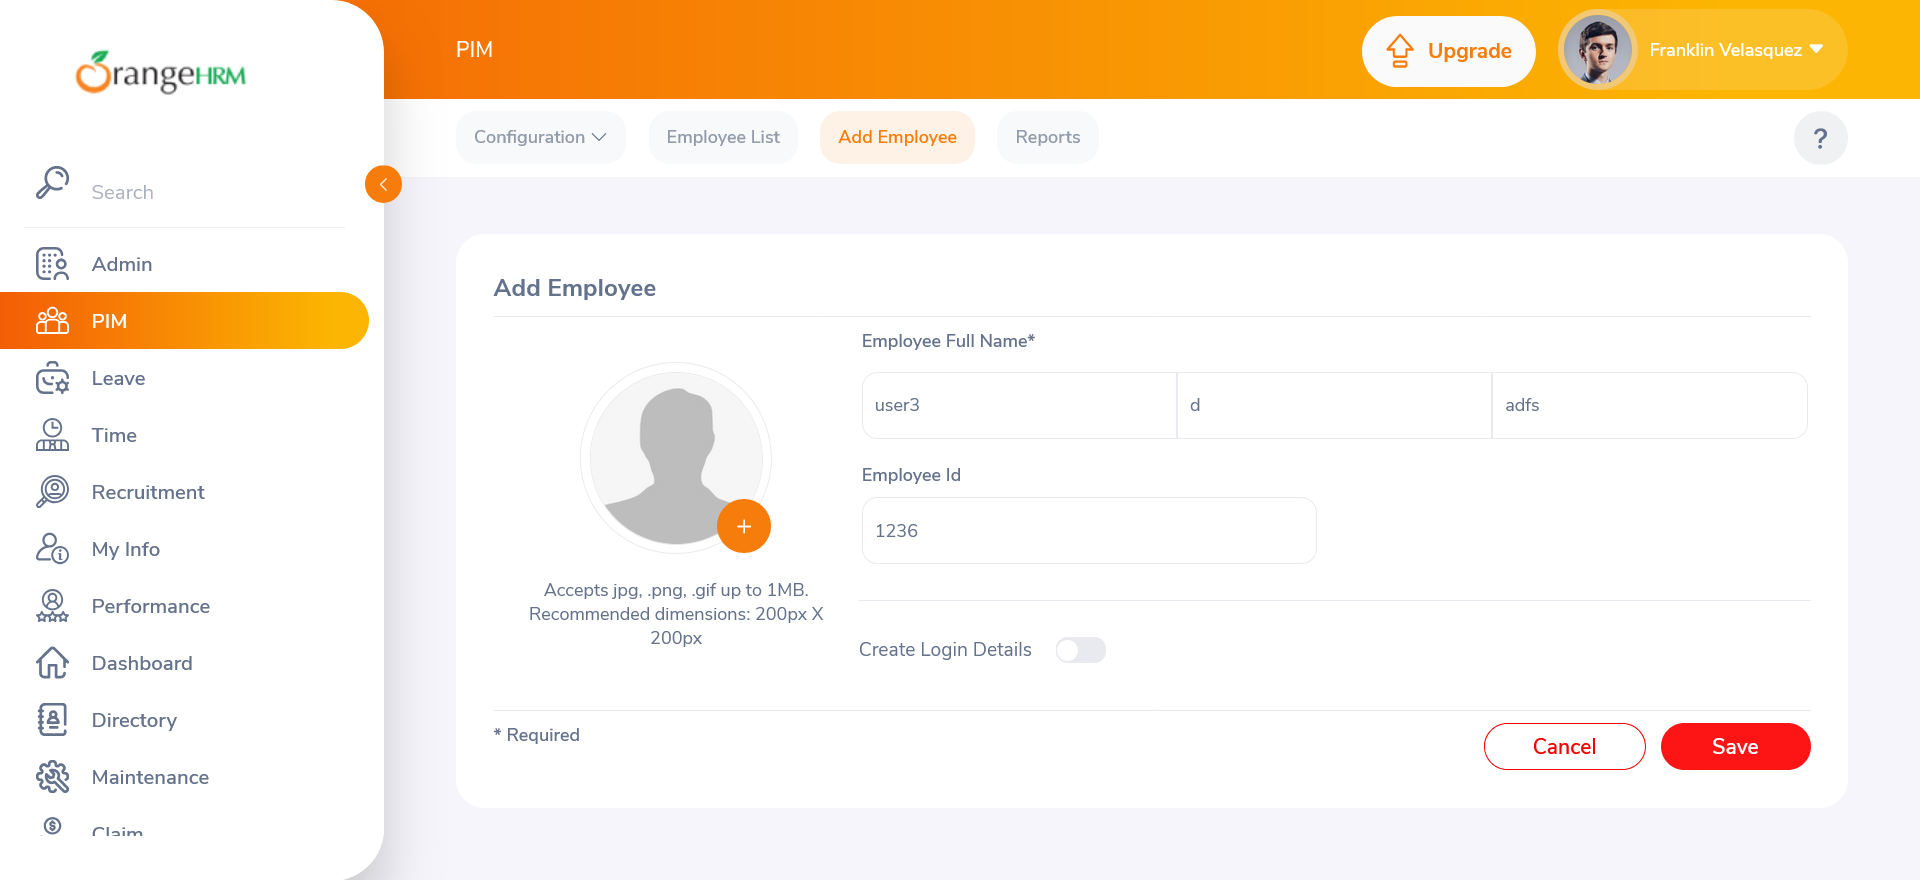 OrangeHRM
PIM
Upgrade
Franklin Velasquez
Configuration
Employee List
Add Employee
Reports
?
Search
Admin
PIM
Leave
Time
Recruitment
My Info
Performance
Dashboard
Directory
Maintenance
Claim
Add Employee
Accepts jpg, .png, .gif up to 1MB.
Recommended dimensions: 200px X
200px
Employee Full Name*
user3
d
adfs
Employee Id
1236
Create Login Details
* Required
Cancel
Save